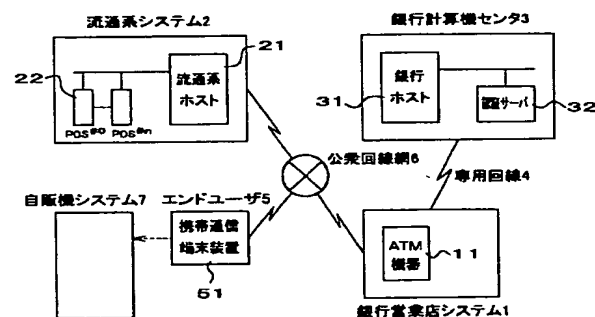 流通系システム2
銀行計算機センタ3
21
22
流通系
ホスト
POS#0 POS#n
銀行
ホスト
31
認証サーバ
32
公衆回線網6
専用回線4
自販機システム7
エンドユーザ5
携帯通信
端末装置
51
ATM
機器
11
銀行営業店システム1